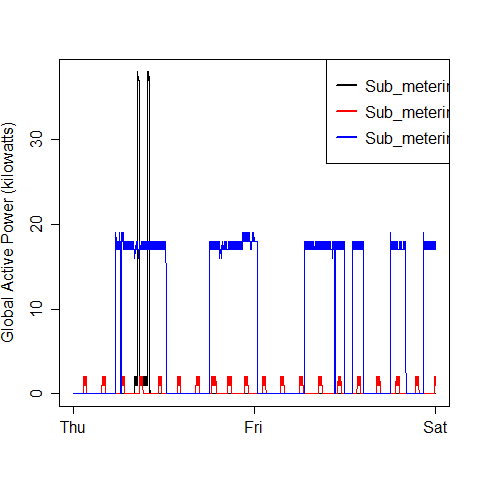 Sub_meterin
Sub_meterin
Sub_meterin
Global Active Power (kilowatts)
30
20
10
0
Thu Fri Sat